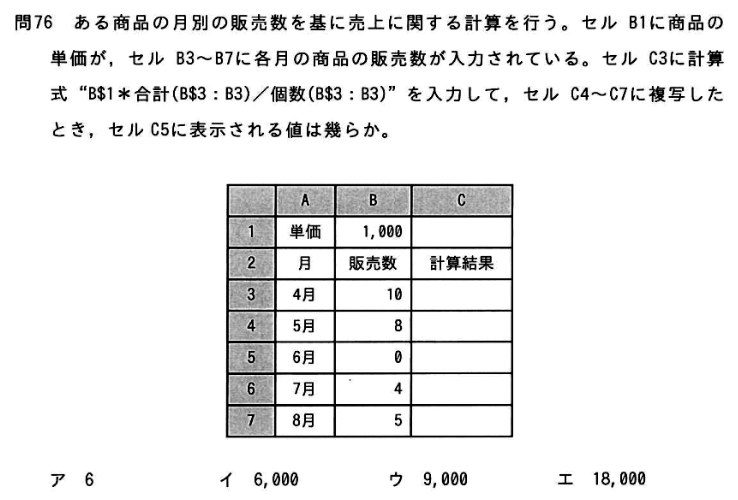 問76 ある商品の月別の販売数を基に売上に関する計算を行う。セル B1に商品の
単価が，セル B3～B7に各月の商品の販売数が入力されている。セル C3に計算
式 “B$1＊合計(B$3：B3)／個数(B$3：B3)” を入力して，セル C4～C7に複写した
とき，セル C5に表示される値は幾らか。
A B C
1 単価 1,000
2 月 販売数 計算結果
3 4月 10
4 5月 8
5 6月 0
6 7月 4
7 8月 5
ア 6 イ 6,000 ウ 9,000 エ 18,000